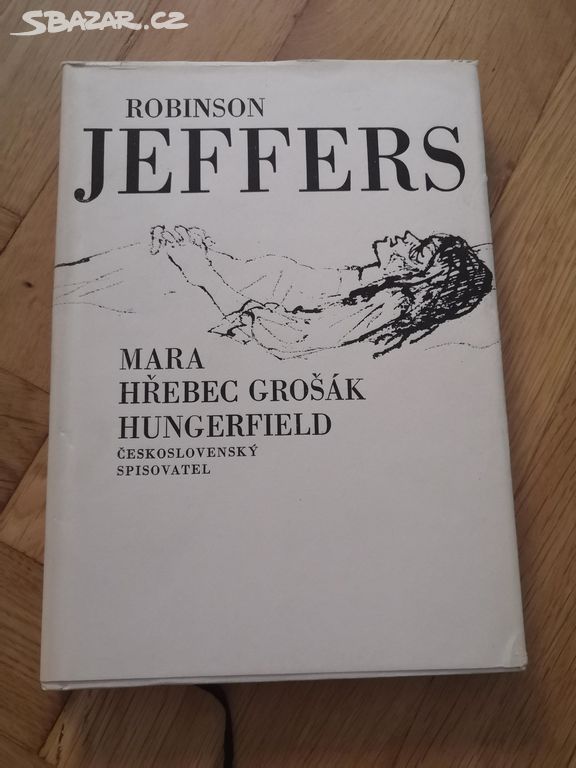 SBAZAR.CZ
ROBINSON
JEFFERS
MARA
HŘEBEC GROŠÁK
HUNGERFIELD
ČESKOSLOVENSKÝ
SPISOVATEL